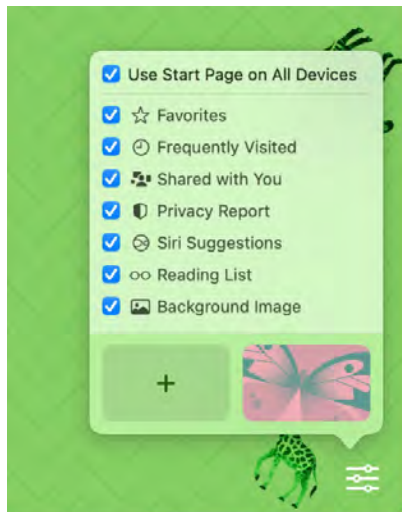 Use Start Page on All Devices
Favorites
Frequently Visited
Shared with You
Privacy Report
Siri Suggestions
Reading List
Background Image